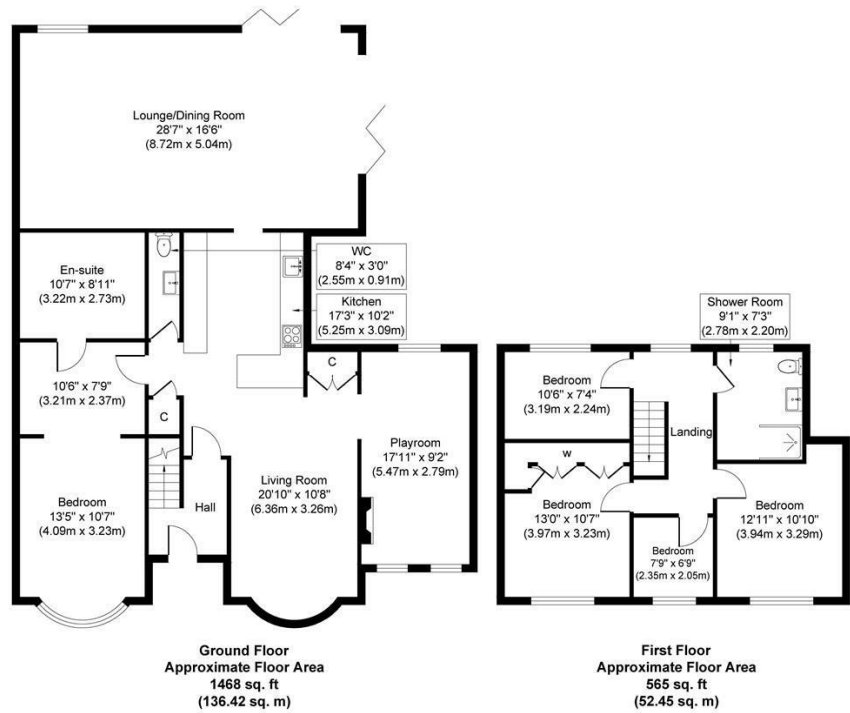 Lounge/Dining Room
28'7" x 16'6"
(8.72m x 5.04m)
En-suite
10'7" x 8'11"
(3.22m x 2.73m)
WC
8'4" x 3'0"
(2.55m x 0.91m)
Kitchen
17'3" x 10'2"
(5.25m x 3.09m)
10'6" x 7'9"
(3.21m x 2.37m)
C
C
Playroom
17'11" x 9'2"
(5.47m x 2.79m)
Living Room
20'10" x 10'8"
(6.36m x 3.26m)
Hall
Bedroom
13'5" x 10'7"
(4.09m x 3.23m)
Ground Floor
Approximate Floor Area
1468 sq. ft
(136.42 sq. m)
Shower Room
9'1" x 7'3"
(2.78m x 2.20m)
Bedroom
10'6" x 7'4"
(3.19m x 2.24m)
Landing
W
Bedroom
13'0" x 10'7"
(3.97m x 3.23m)
Bedroom
7'9" x 6'9"
(2.35m x 2.05m)
Bedroom
12'11" x 10'10"
(3.94m x 3.29m)
First Floor
Approximate Floor Area
565 sq. ft
(52.45 sq. m)